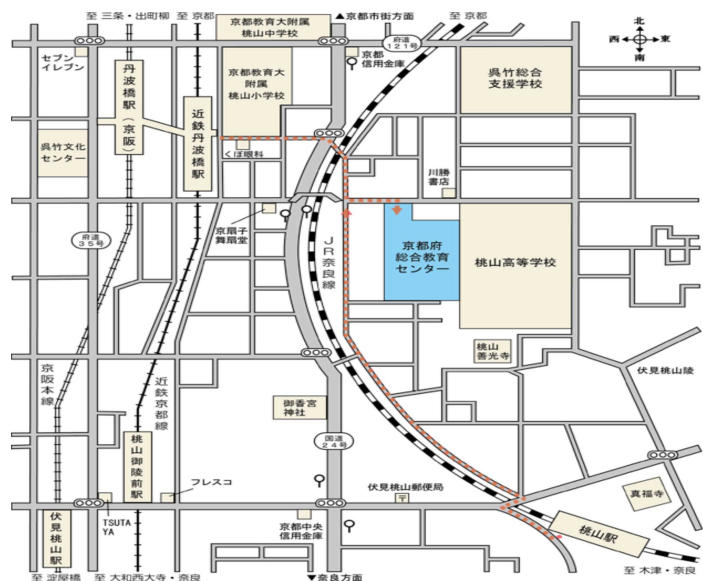 至 三条・出町柳
至 京都
京都教育大附属
桃山中学校
▲京都市街方面
至 京都
北
西
東
南
府道
121号
セブン
イレブン
丹波橋駅（京阪）
近鉄丹波橋駅
京都教育大
附属
桃山小学校
京都
信用金庫
呉竹総合
支援学校
呉竹文化
センター
くぼ眼科
川勝
書店
京扇子
舞扇堂
府道
35号
JR奈良線
京都府
総合教育
センター
桃山高等学校
桃山
善光寺
伏見桃山陵
京阪本線
近鉄京都線
御香宮
神社
国道
24号
桃山御陵前駅
フレスコ
伏見桃山郵便局
〒
真福寺
TSUTA
YA
京都中央
信用金庫
伏見桃山駅
桃山駅
至 淀屋橋
至 大和西大寺・奈良
▼奈良方面
至 木津・奈良